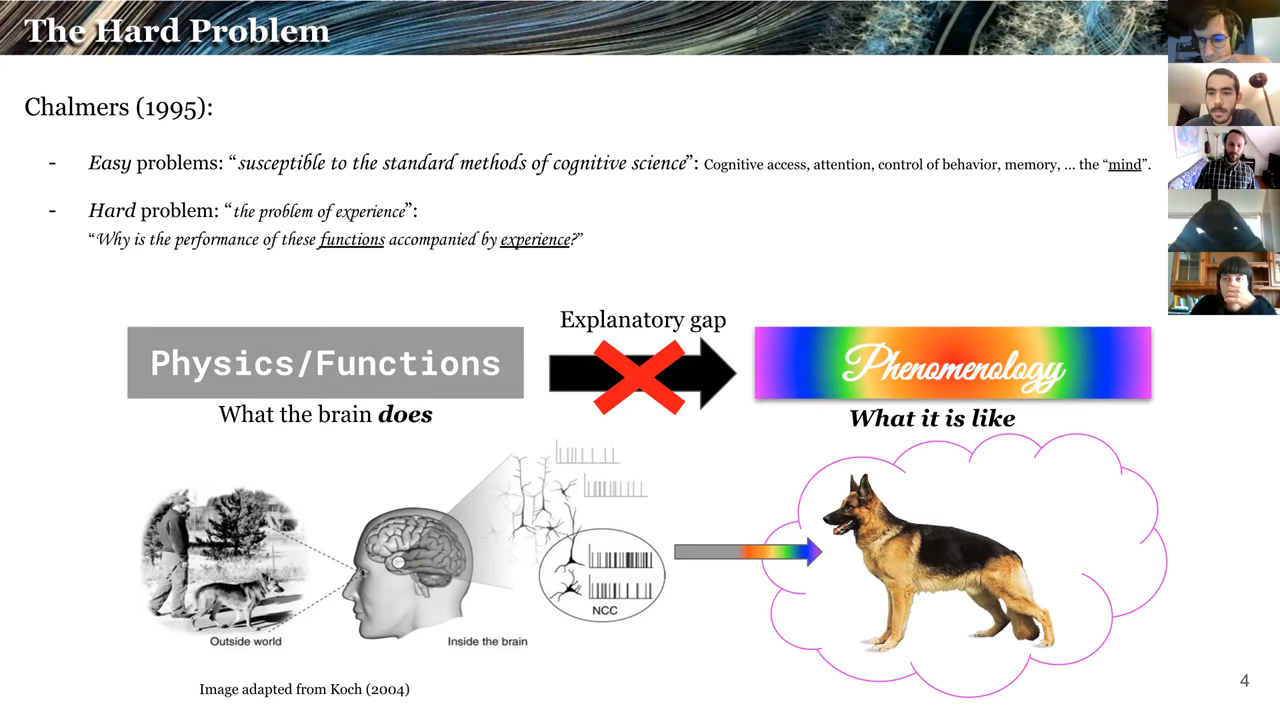 The Hard Problem
Chalmers (1995):
- Easy problems: “susceptible to the standard methods of cognitive science”: Cognitive access, attention, control of behavior, memory, ... the “mind”.
- Hard problem: “the problem of experience”:
“Why is the performance of these functions accompanied by experience?”
Explanatory gap
Physics/Functions
Phenomenology
What the brain does
What it is like
NCC
Outside world
Inside the brain
Image adapted from Koch (2004)
4